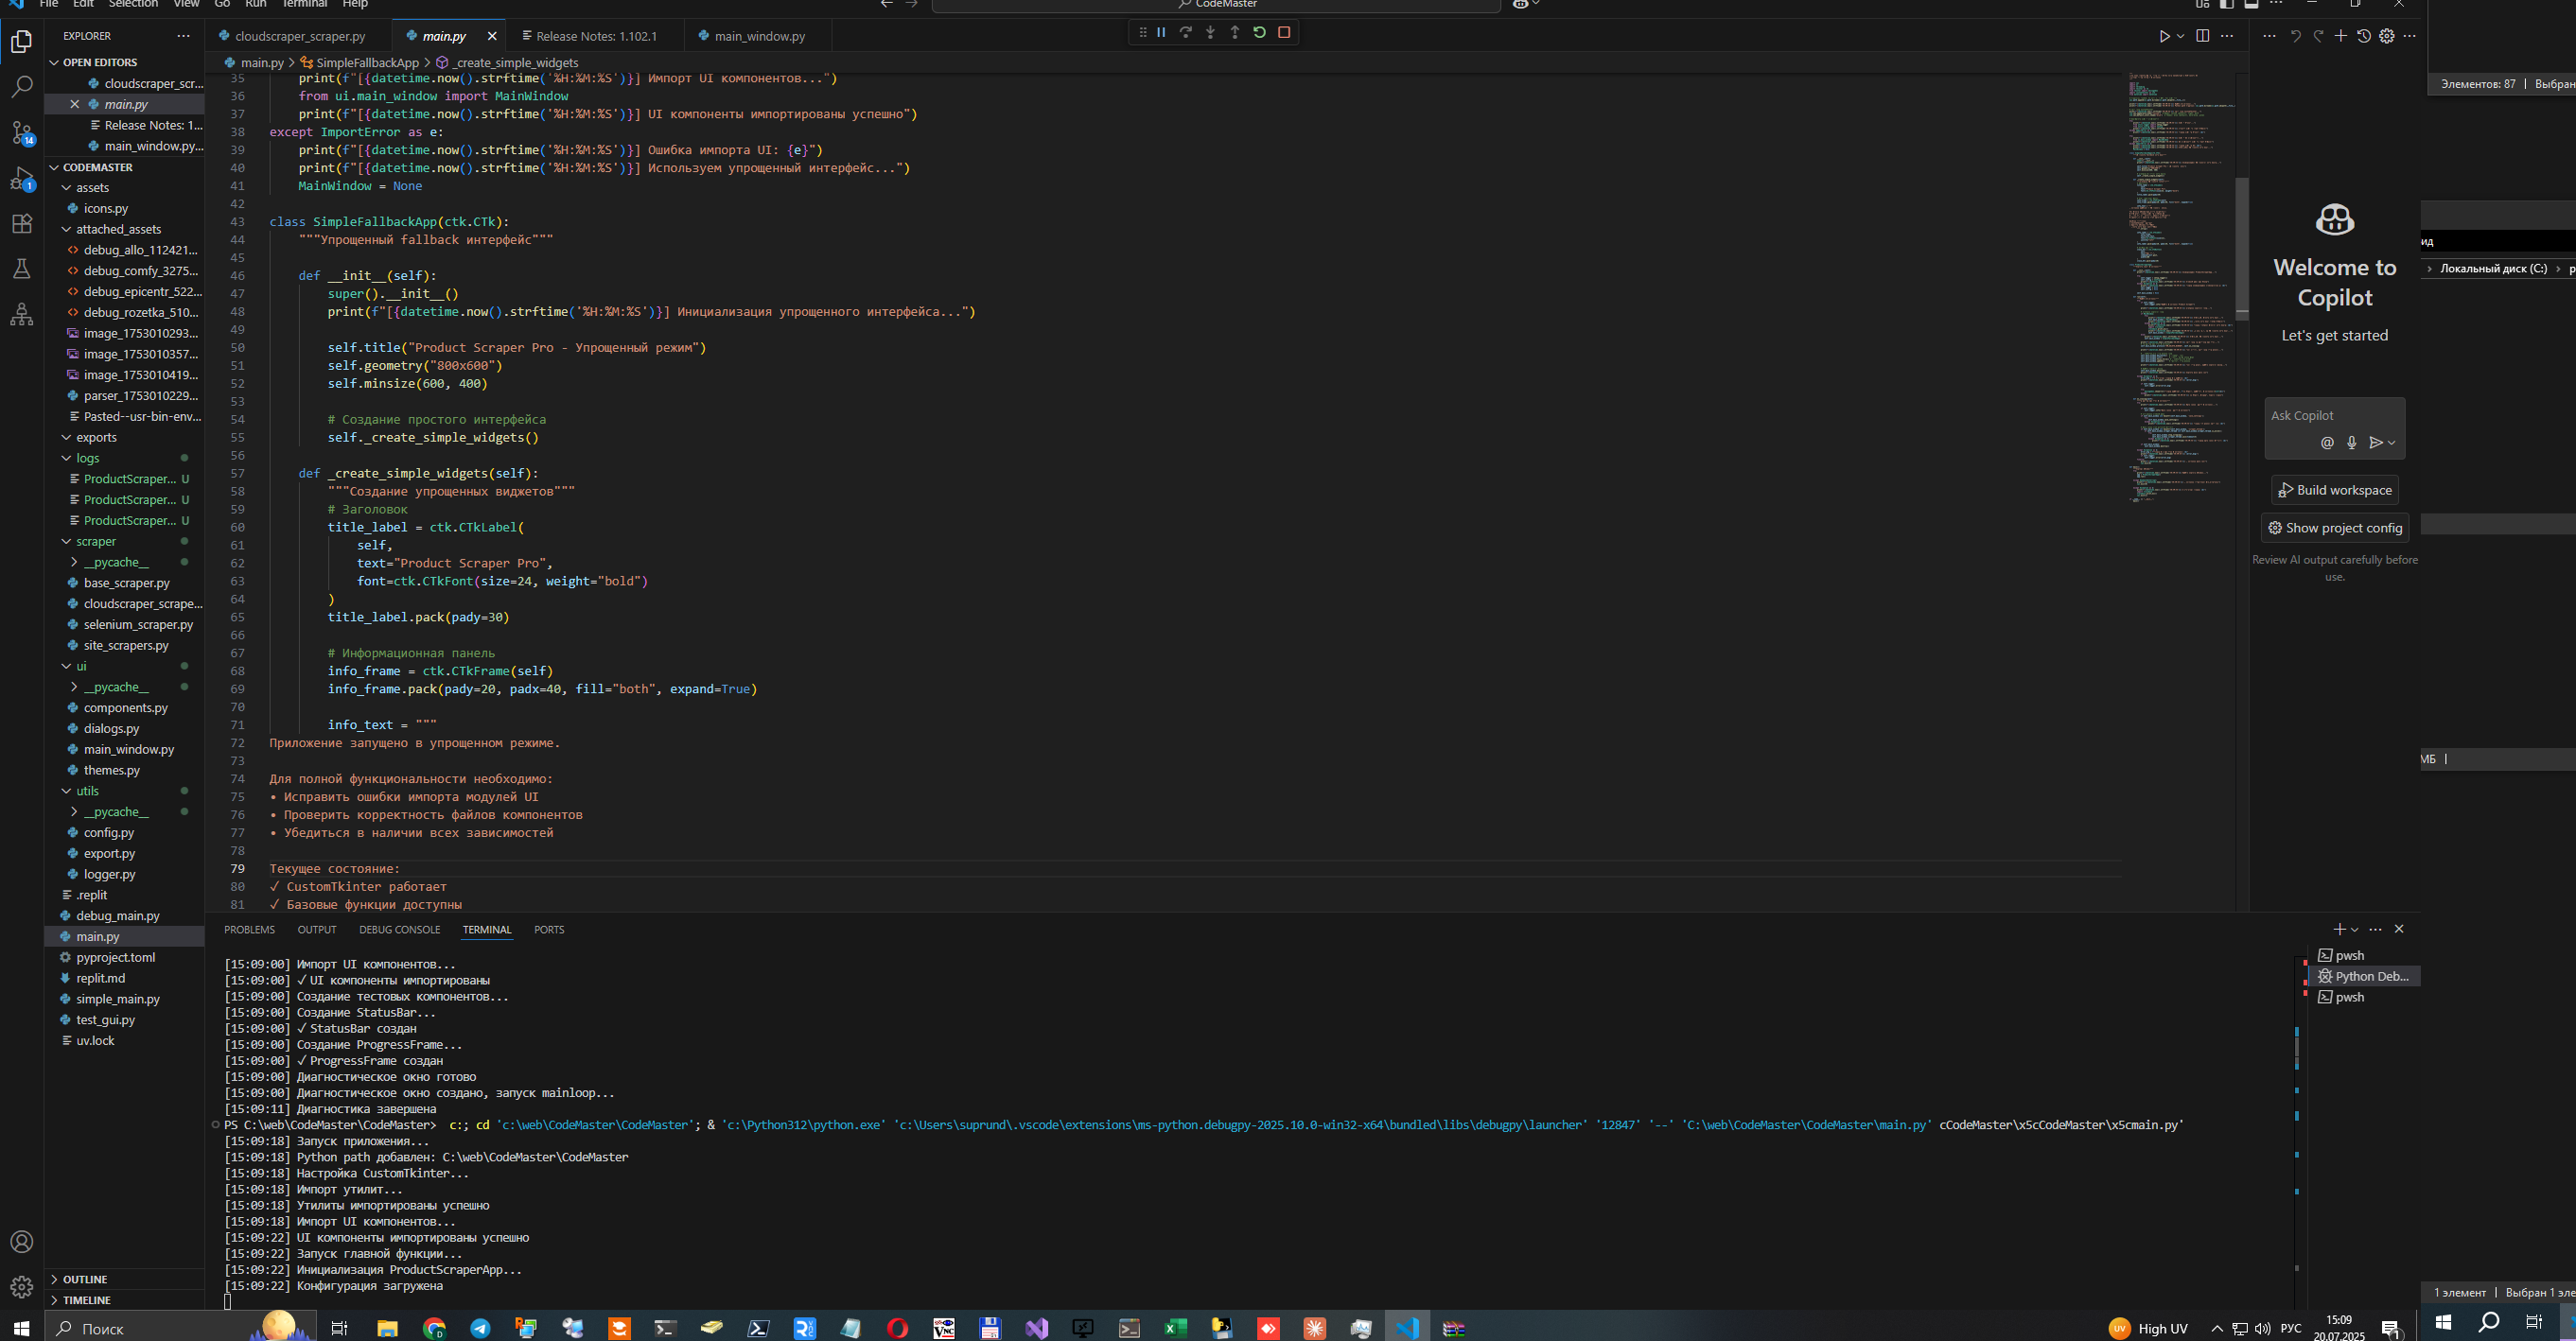 File Edit Selection View Go Run Terminal Help
CodeMaster
EXPLORER
cloudscraper_scraper.py
main.py
Release Notes: 1.102.1
main_window.py
OPEN EDITORS
cloudscraper_scr...
main.py
Release Notes: 1...
main_window.py...
CODEMASTER
assets
icons.py
attached_assets
debug_allo_112421...
debug_comfy_3275...
debug_epicentr_522...
debug_rozetka_510...
image_1753010293...
image_1753010357...
image_1753010419...
parser_1753010229...
Pasted--usr-bin-env...
exports
logs
ProductScraper... U
ProductScraper... U
ProductScraper... U
scraper
__pycache__
base_scraper.py
cloudscraper_scrape...
selenium_scraper.py
site_scrapers.py
ui
__pycache__
components.py
dialogs.py
main_window.py
themes.py
utils
__pycache__
config.py
export.py
logger.py
.replit
debug_main.py
main.py
pyproject.toml
replit.md
simple_main.py
test_gui.py
uv.lock
OUTLINE
TIMELINE
14
1
main.py > SimpleFallbackApp > _create_simple_widgets
35 print(f"[{datetime.now().strftime('%H:%M:%S')}] Импорт UI компонентов...")
36 from ui.main_window import MainWindow
37 print(f"[{datetime.now().strftime('%H:%M:%S')}] UI компоненты импортированы успешно")
38 except ImportError as e:
39 print(f"[{datetime.now().strftime('%H:%M:%S')}] Ошибка импорта UI: {e}")
40 print(f"[{datetime.now().strftime('%H:%M:%S')}] Используем упрощенный интерфейс...")
41 MainWindow = None
42
43 class SimpleFallbackApp(ctk.CTk):
44 """Упрощенный fallback интерфейс"""
45
46 def __init__(self):
47 super().__init__()
48 print(f"[{datetime.now().strftime('%H:%M:%S')}] Инициализация упрощенного интерфейса...")
49
50 self.title("Product Scraper Pro - Упрощенный режим")
51 self.geometry("800x600")
52 self.minsize(600, 400)
53
54 # Создание простого интерфейса
55 self._create_simple_widgets()
56
57 def _create_simple_widgets(self):
58 """Создание упрощенных виджетов"""
59 # Заголовок
60 title_label = ctk.CTkLabel(
61 self,
62 text="Product Scraper Pro",
63 font=ctk.CTkFont(size=24, weight="bold")
64 )
65 title_label.pack(pady=30)
66
67 # Информационная панель
68 info_frame = ctk.CTkFrame(self)
69 info_frame.pack(pady=20, padx=40, fill="both", expand=True)
70
71 info_text = """
72 Приложение запущено в упрощенном режиме.
73
74 Для полной функциональности необходимо:
75 • Исправить ошибки импорта модулей UI
76 • Проверить корректность файлов компонентов
77 • Убедиться в наличии всех зависимостей
78
79 Текущее состояние:
80 ✓ CustomTkinter работает
81 ✓ Базовые функции доступны
PROBLEMS OUTPUT DEBUG CONSOLE TERMINAL PORTS
[15:09:00] Импорт UI компонентов...
[15:09:00] ✓ UI компоненты импортированы
[15:09:00] Создание тестовых компонентов...
[15:09:00] Создание StatusBar...
[15:09:00] ✓ StatusBar создан
[15:09:00] Создание ProgressFrame...
[15:09:00] ✓ ProgressFrame создан
[15:09:00] Диагностическое окно готово
[15:09:00] Диагностическое окно создано, запуск mainloop...
[15:09:11] Диагностика завершена
PS C:\web\CodeMaster\CodeMaster> c:; cd 'c:\web\CodeMaster\CodeMaster'; & 'c:\Python312\python.exe' 'c:\Users\suprund\.vscode\extensions\ms-python.debugpy-2025.10.0-win32-x64\bundled\libs\debugpy\launcher' '12847' '--' 'C:\web\CodeMaster\CodeMaster\main.py' cCodeMaster\x5cCodeMaster\x5cmain.py'
[15:09:18] Запуск приложения...
[15:09:18] Python path добавлен: C:\web\CodeMaster\CodeMaster
[15:09:18] Настройка CustomTkinter...
[15:09:18] Импорт утилит...
[15:09:18] Утилиты импортированы успешно
[15:09:18] Импорт UI компонентов...
[15:09:22] UI компоненты импортированы успешно
[15:09:22] Запуск главной функции...
[15:09:22] Инициализация ProductScraperApp...
[15:09:22] Конфигурация загружена
pwsh
Python Deb...
pwsh
Welcome to
Copilot
Let's get started
Ask Copilot
Build workspace
Show project config
Review AI output carefully before
use.
Элементов: 87 | Выбран
ид
Локальный диск (C:) > p
МБ |
1 элемент | Выбран 1 эле
Поиск
High UV
РУС
15:09
20.07.2025